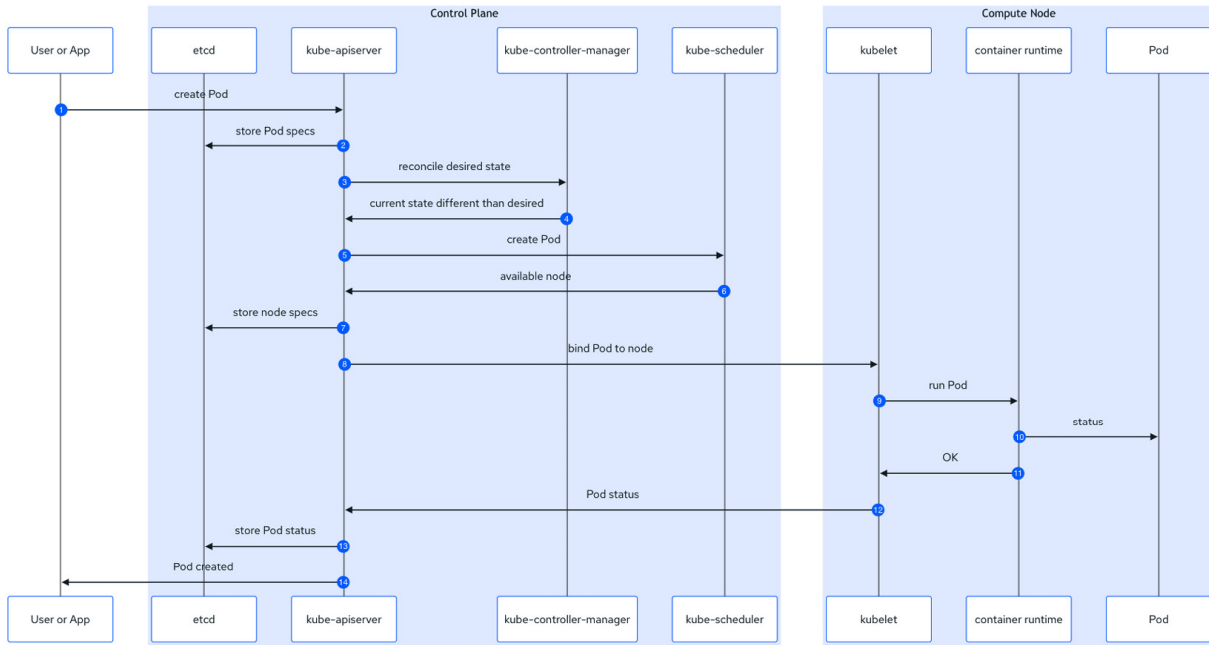 Control Plane
Compute Node
User or App
etcd
kube-apiserver
kube-controller-manager
kube-scheduler
kubelet
container runtime
Pod
create Pod
1
store Pod specs
2
reconcile desired state
3
current state different than desired
4
create Pod
5
available node
6
store node specs
7
bind Pod to node
8
run Pod
9
status
10
OK
11
Pod status
12
store Pod status
13
Pod created
14
User or App
etcd
kube-apiserver
kube-controller-manager
kube-scheduler
kubelet
container runtime
Pod